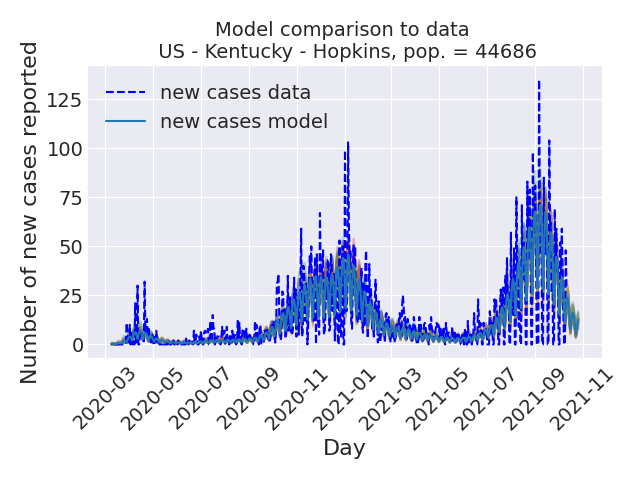 Model comparison to data
US - Kentucky - Hopkins, pop. = 44686
new cases data
new cases model
Number of new cases reported
125
100
75
50
25
0
2020-03
2020-05
2020-07
2020-09
2020-11
2021-01
2021-03
2021-05
2021-07
2021-09
2021-11
Day